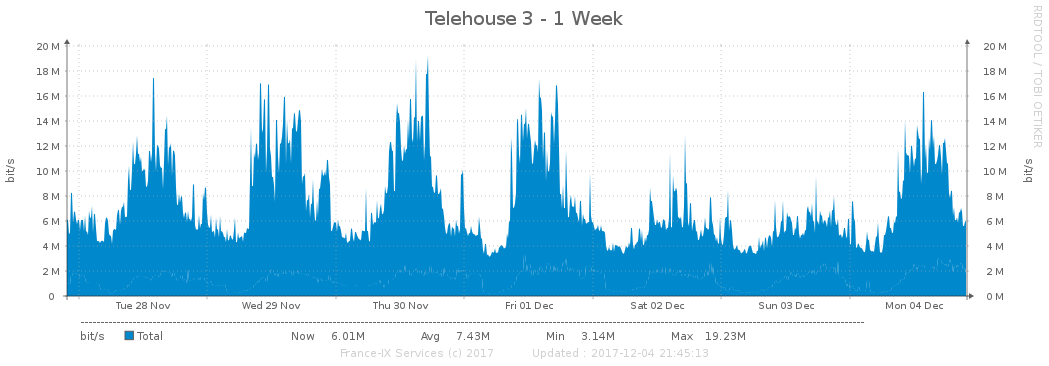 Telehouse 3 - 1 Week
RRDTOOL / TOBI OETIKER
bit/s
20 M
18 M
16 M
14 M
12 M
10 M
8 M
6 M
4 M
2 M
0
20 M
18 M
16 M
14 M
12 M
10 M
8 M
6 M
4 M
2 M
0 M
bit/s
Tue 28 Nov Wed 29 Nov Thu 30 Nov Fri 01 Dec Sat 02 Dec Sun 03 Dec Mon 04 Dec
bit/s Total Now 6.01M Avg 7.43M Min 3.14M Max 19.23M
France-IX Services (c) 2017 Updated : 2017-12-04 21:45:13